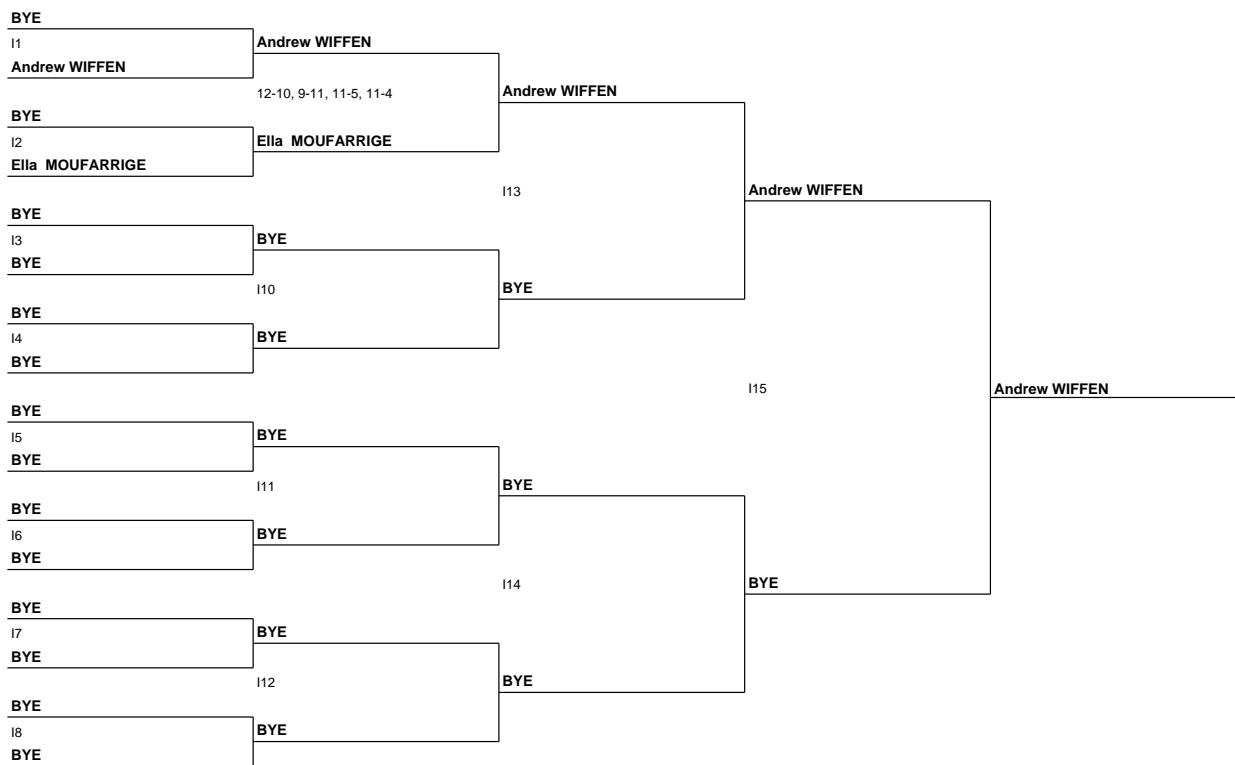 BYE
I1
Andrew WIFFEN
Andrew WIFFEN
12-10, 9-11, 11-5, 11-4
Andrew WIFFEN
BYE
I2
Ella  MOUFARRIGE
Ella  MOUFARRIGE
I13
Andrew WIFFEN
BYE
I3
BYE
BYE
I10
BYE
BYE
I4
BYE
BYE
I15
Andrew WIFFEN
BYE
I5
BYE
BYE
I11
BYE
BYE
I6
BYE
BYE
I14
BYE
BYE
I7
BYE
BYE
I12
BYE
BYE
I8
BYE
BYE